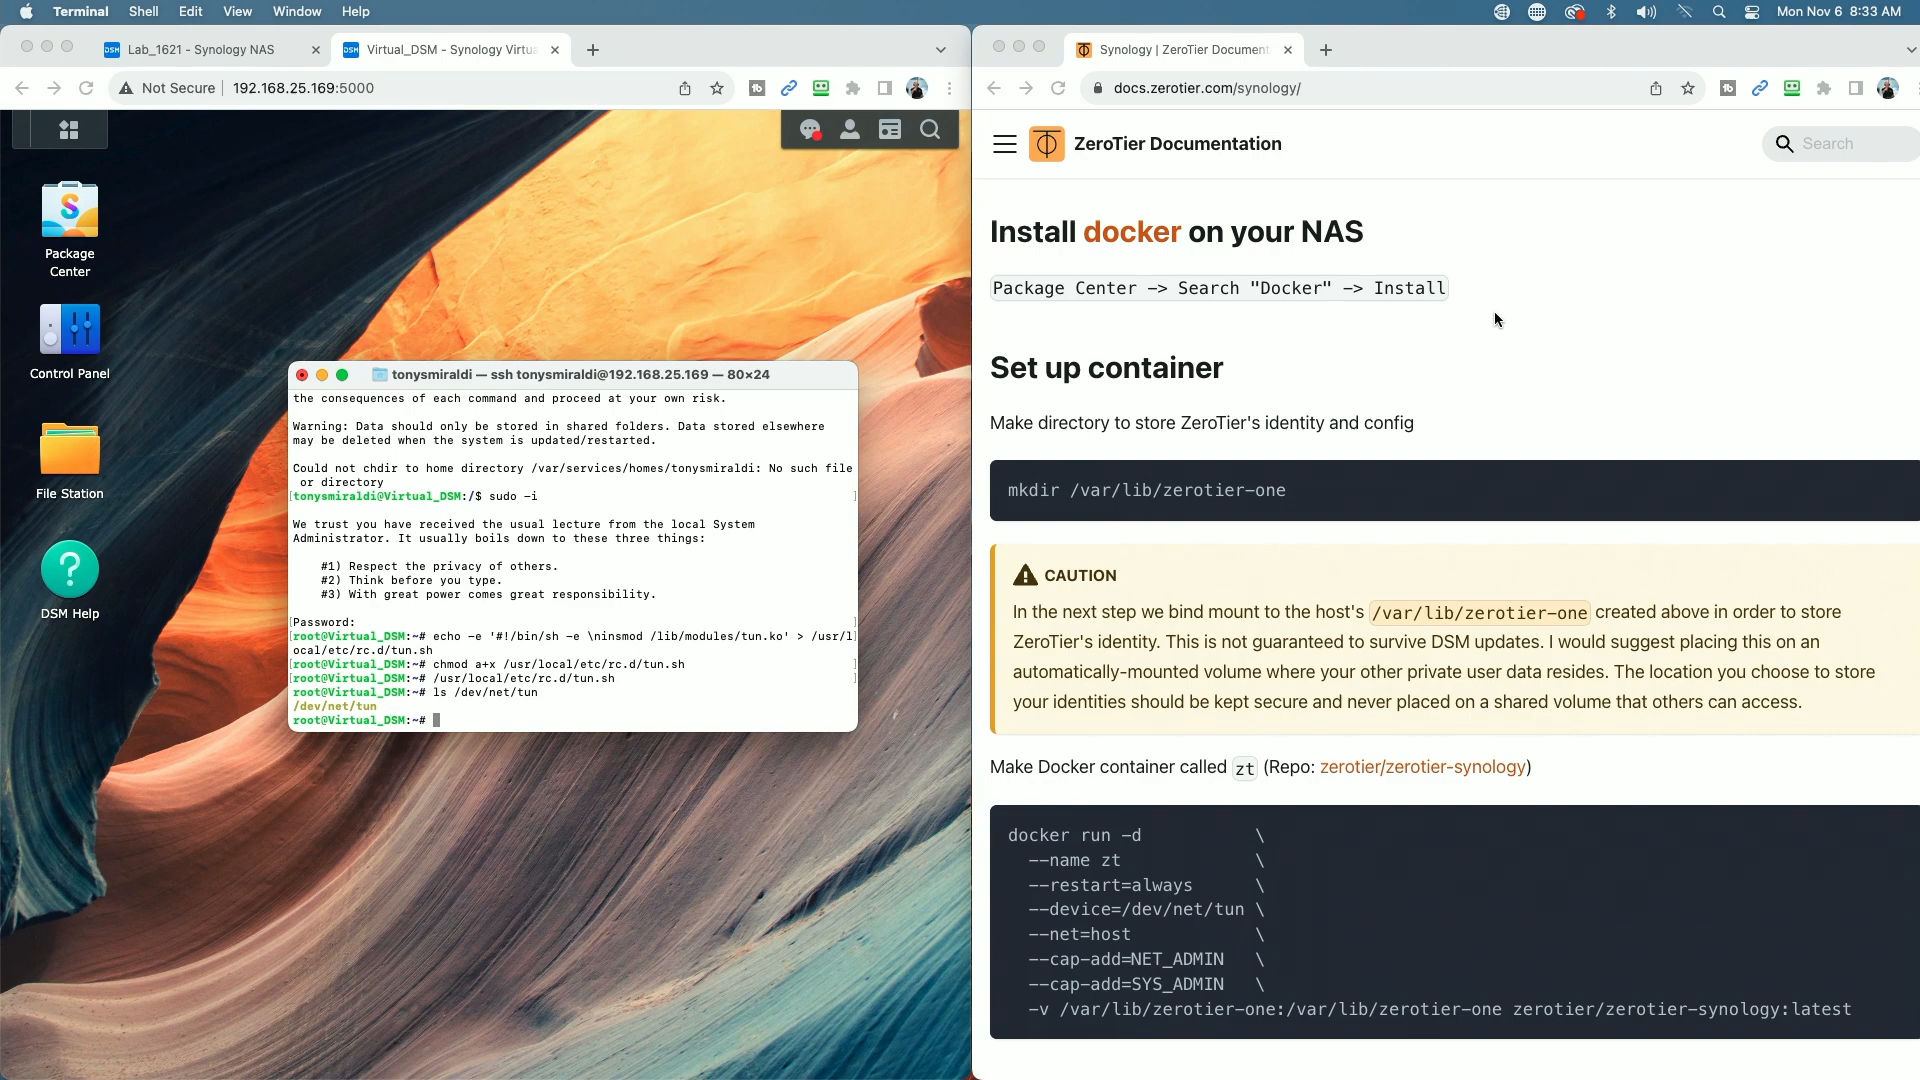 Terminal Shell Edit View Window Help
Mon Nov 6 8:33 AM
Lab_1621 - Synology NAS
Virtual_DSM - Synology Virtu
Not Secure
192.168.25.169:5000
Package
Center
Control Panel
File Station
DSM Help
tonysmiraldi — ssh tonysmiraldi@192.168.25.169 — 80×24
the consequences of each command and proceed at your own risk.
Warning: Data should only be stored in shared folders. Data stored elsewhere
may be deleted when the system is updated/restarted.
Could not chdir to home directory /var/services/homes/tonysmiraldi: No such file
or directory
[tonysmiraldi@Virtual_DSM:/$ sudo -i ]
We trust you have received the usual lecture from the local System
Administrator. It usually boils down to these three things:
#1) Respect the privacy of others.
#2) Think before you type.
#3) With great power comes great responsibility.
[Password: ]
[root@Virtual_DSM:~# echo -e '#!/bin/sh -e \ninsmod /lib/modules/tun.ko' > /usr/l]
ocal/etc/rc.d/tun.sh
[root@Virtual_DSM:~# chmod a+x /usr/local/etc/rc.d/tun.sh ]
[root@Virtual_DSM:~# /usr/local/etc/rc.d/tun.sh ]
root@Virtual_DSM:~# ls /dev/net/tun
/dev/net/tun
root@Virtual_DSM:~#
Synology | ZeroTier Document
docs.zerotier.com/synology/
ZeroTier Documentation
Search
Install docker on your NAS
Package Center -> Search "Docker" -> Install
Set up container
Make directory to store ZeroTier's identity and config
mkdir /var/lib/zerotier-one
CAUTION
In the next step we bind mount to the host's /var/lib/zerotier-one created above in order to store
ZeroTier's identity. This is not guaranteed to survive DSM updates. I would suggest placing this on an
automatically-mounted volume where your other private user data resides. The location you choose to store
your identities should be kept secure and never placed on a shared volume that others can access.
Make Docker container called zt (Repo: zerotier/zerotier-synology)
docker run -d \
--name zt \
--restart=always \
--device=/dev/net/tun \
--net=host \
--cap-add=NET_ADMIN \
--cap-add=SYS_ADMIN \
-v /var/lib/zerotier-one:/var/lib/zerotier-one zerotier/zerotier-synology:latest